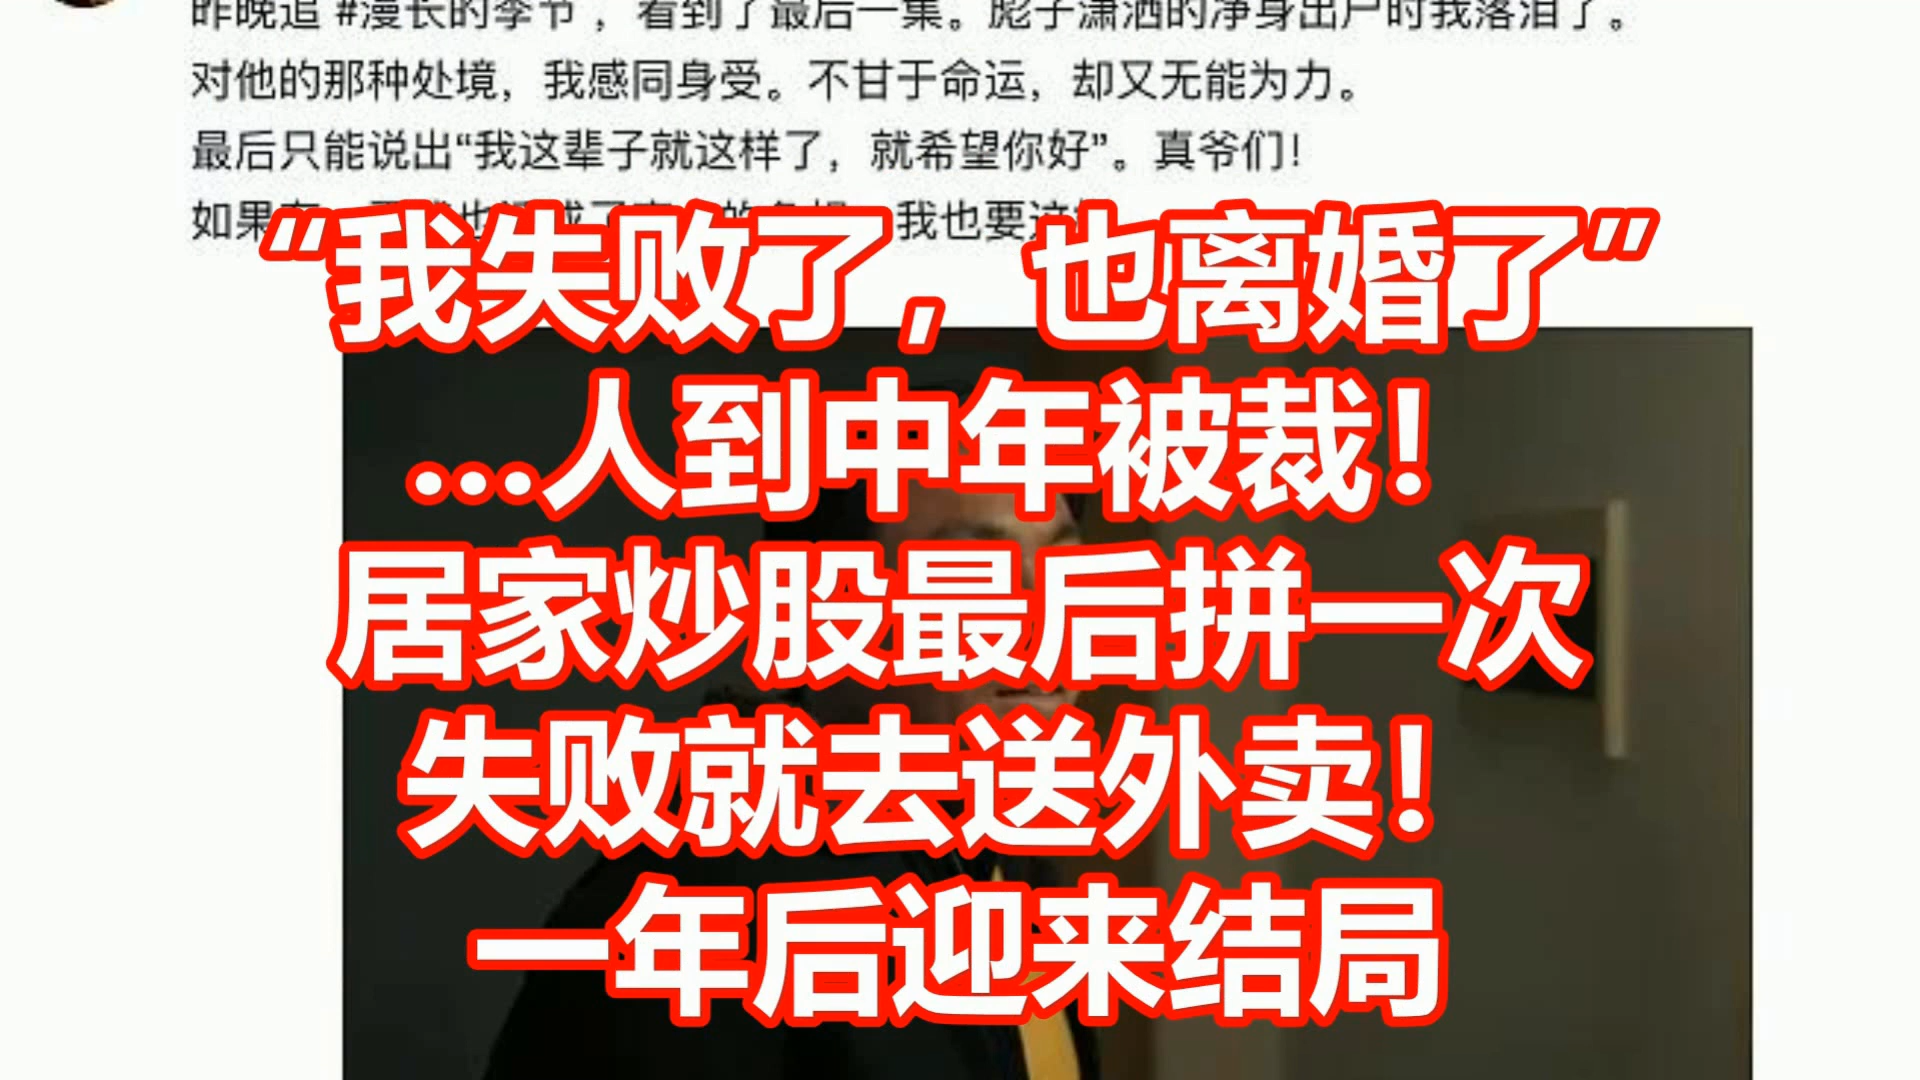 昨晚追 #漫长的季节 ，看到了最后一集。彪子潇洒的净身出户时我落泪了。
对他的那种处境，我感同身受。不甘于命运，却又无能为力。
最后只能说出“我这辈子就这样了，就希望你好”。真爷们！
如果 我也要这
“我失败了，也离婚了”
...人到中年被裁！
居家炒股最后拼一次
失败就去送外卖！
一年后迎来结局